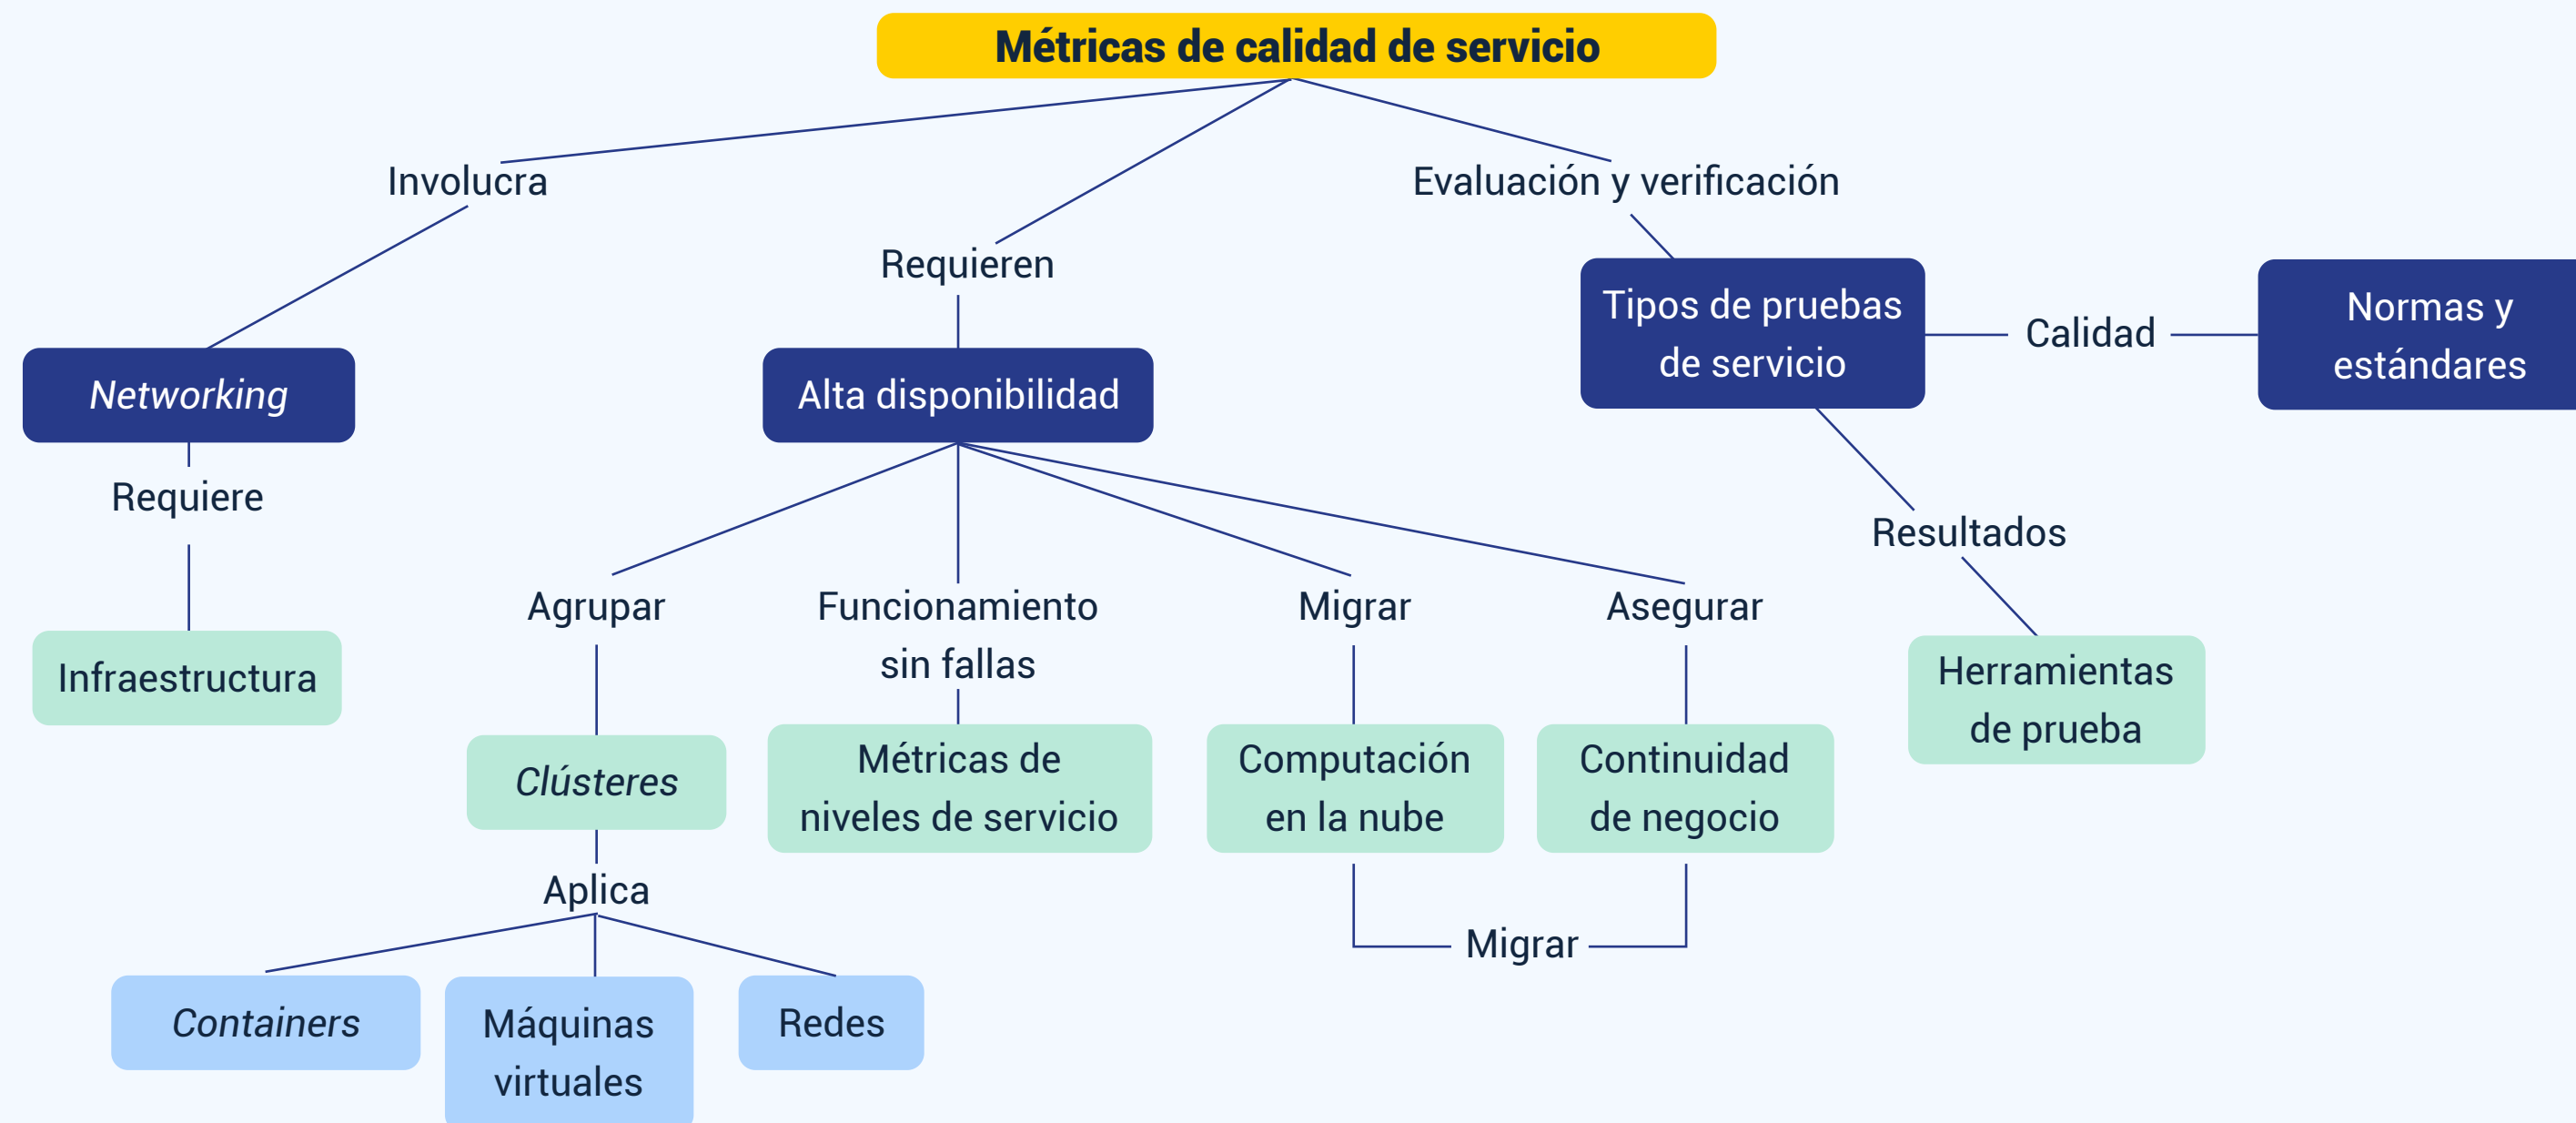 Métricas de calidad de servicio
Involucra
Evaluación y verificación
Requieren
Tipos de pruebas
de servicio
Calidad
Normas y
estándares
Networking
Alta disponibilidad
Requiere
Resultados
Agrupar
Funcionamiento
sin fallas
Migrar
Asegurar
Infraestructura
Herramientas
de prueba
Clústeres
Métricas de
niveles de servicio
Computación
en la nube
Continuidad
de negocio
Aplica
Migrar
Containers
Máquinas
virtuales
Redes